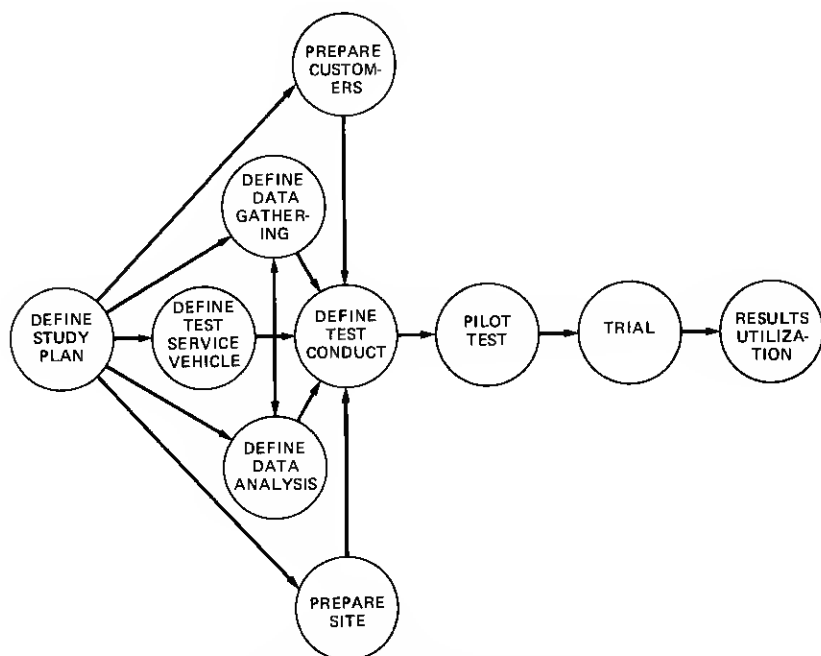 PREPARE
CUSTOM-
ERS
DEFINE
DATA
GATHER-
ING
DEFINE
STUDY
PLAN
DEFINE
TEST
SERVICE
VEHICLE
DEFINE
TEST
CONDUCT
PILOT
TEST
TRIAL
RESULTS
UTILIZA-
TION
DEFINE
DATA
ANALYSIS
PREPARE
SITE